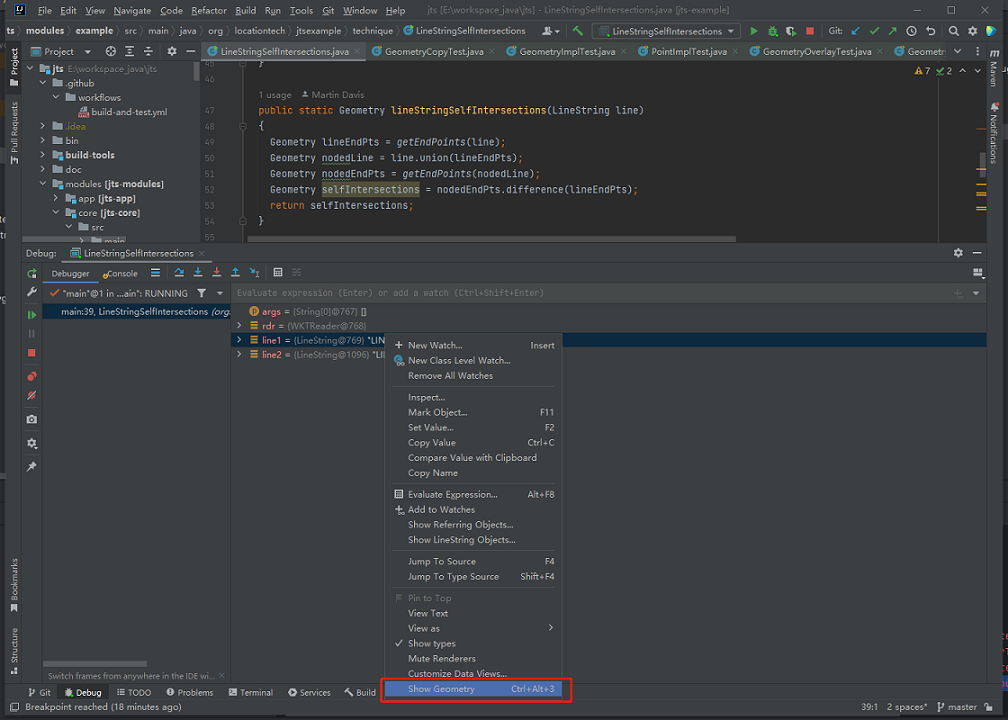 File Edit View Navigate Code Refactor Build Run Tools Git Window Help jts [E:\workspace_java\jts] - LineStringSelfIntersections.java [jts-example]
ts modules example src main java org locationtech jtsexample technique LineStringSelfIntersections LineStringSelfIntersections Git:
Project LineStringSelfIntersections.java GeometryCopyTest.java GeometryImplTest.java PointImplTest.java GeometryOverlayTest.java Geometr
Project
Pull Requests
jts E:\workspace_java\jts
.github
workflows
build-and-test.yml
.idea
bin
build-tools
doc
modules [jts-modules]
app [jts-app]
core [jts-core]
src
main
45 }
46
1 usage Martin Davis
47 public static Geometry lineStringSelfIntersections(LineString line)
48 {
49 Geometry lineEndPts = getEndPoints(line);
50 Geometry nodedLine = line.union(lineEndPts);
51 Geometry nodedEndPts = getEndPoints(nodedLine);
52 Geometry selfIntersections = nodedEndPts.difference(lineEndPts);
53 return selfIntersections;
54 }
55
7 2
Maven
Notifications
Debug: LineStringSelfIntersections
Debugger Console
"main"@1 in ...ain": RUNNING
Evaluate expression (Enter) or add a watch (Ctrl+Shift+Enter)
main:39, LineStringSelfIntersections (org.
args = {String[0]@767} []
rdr = {WKTReader@768}
line1 = {LineString@769} "LIN
line2 = {LineString@1096} "LI
New Watch... Insert
New Class Level Watch...
Remove All Watches
Inspect...
Mark Object... F11
Set Value... F2
Copy Value Ctrl+C
Compare Value with Clipboard
Copy Name
Evaluate Expression... Alt+F8
Add to Watches
Show Referring Objects...
Show LineString Objects...
Jump To Source F4
Jump To Type Source Shift+F4
Pin to Top
View Text
View as
Show types
Mute Renderers
Customize Data Views...
Show Geometry Ctrl+Alt+3
Bookmarks
Structure
Switch frames from anywhere in the IDE wi...
Git Debug TODO Problems Terminal Services Build
Breakpoint reached (18 minutes ago) 39:1 2 spaces* master